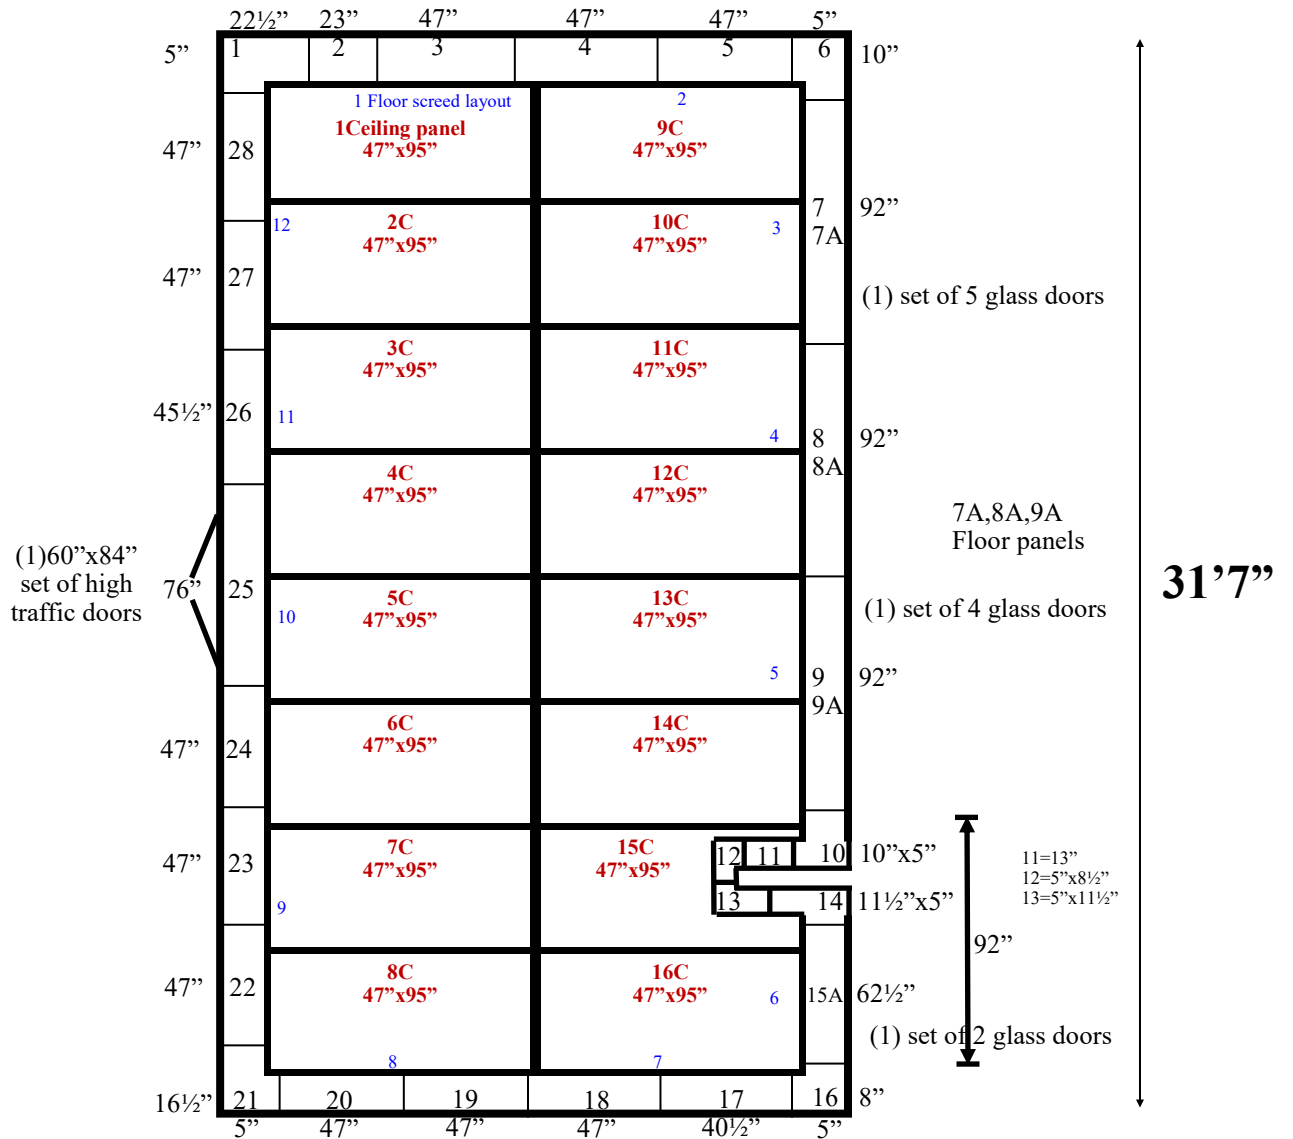 22½” 23” 47” 47” 47” 5”
5” 1 2 3 4 5 6 10”
1 Floor screed layout 2
1Ceiling panel 9C
47”x95” 47”x95”
47” 28
7 92”
12 2C 10C 3
47”x95” 47”x95”
7A
47” 27
(1) set of 5 glass doors
3C 11C
47”x95” 47”x95”
45½” 26 11 4 8 92”
8A
4C 12C
47”x95” 47”x95”
7A,8A,9A
Floor panels
(1)60”x84”
set of high
traffic doors
76” 25
31’7”
5C 13C
47”x95” 47”x95”
10
(1) set of 4 glass doors
5 9 92”
9A
6C 14C
47”x95” 47”x95”
47” 24
7C 15C
47”x95” 47”x95”
47” 23
12 11 10 10”x5”
11=13”
12=5”x8½”
13=5”x11½”
9 13 14 11½”x5”
92”
8C 16C
47”x95” 47”x95”
47” 22 6 15A 62½”
(1) set of 2 glass doors
8 7
16½” 21 20 19 18 17 16 8”
5” 47” 47” 47” 40½” 5”